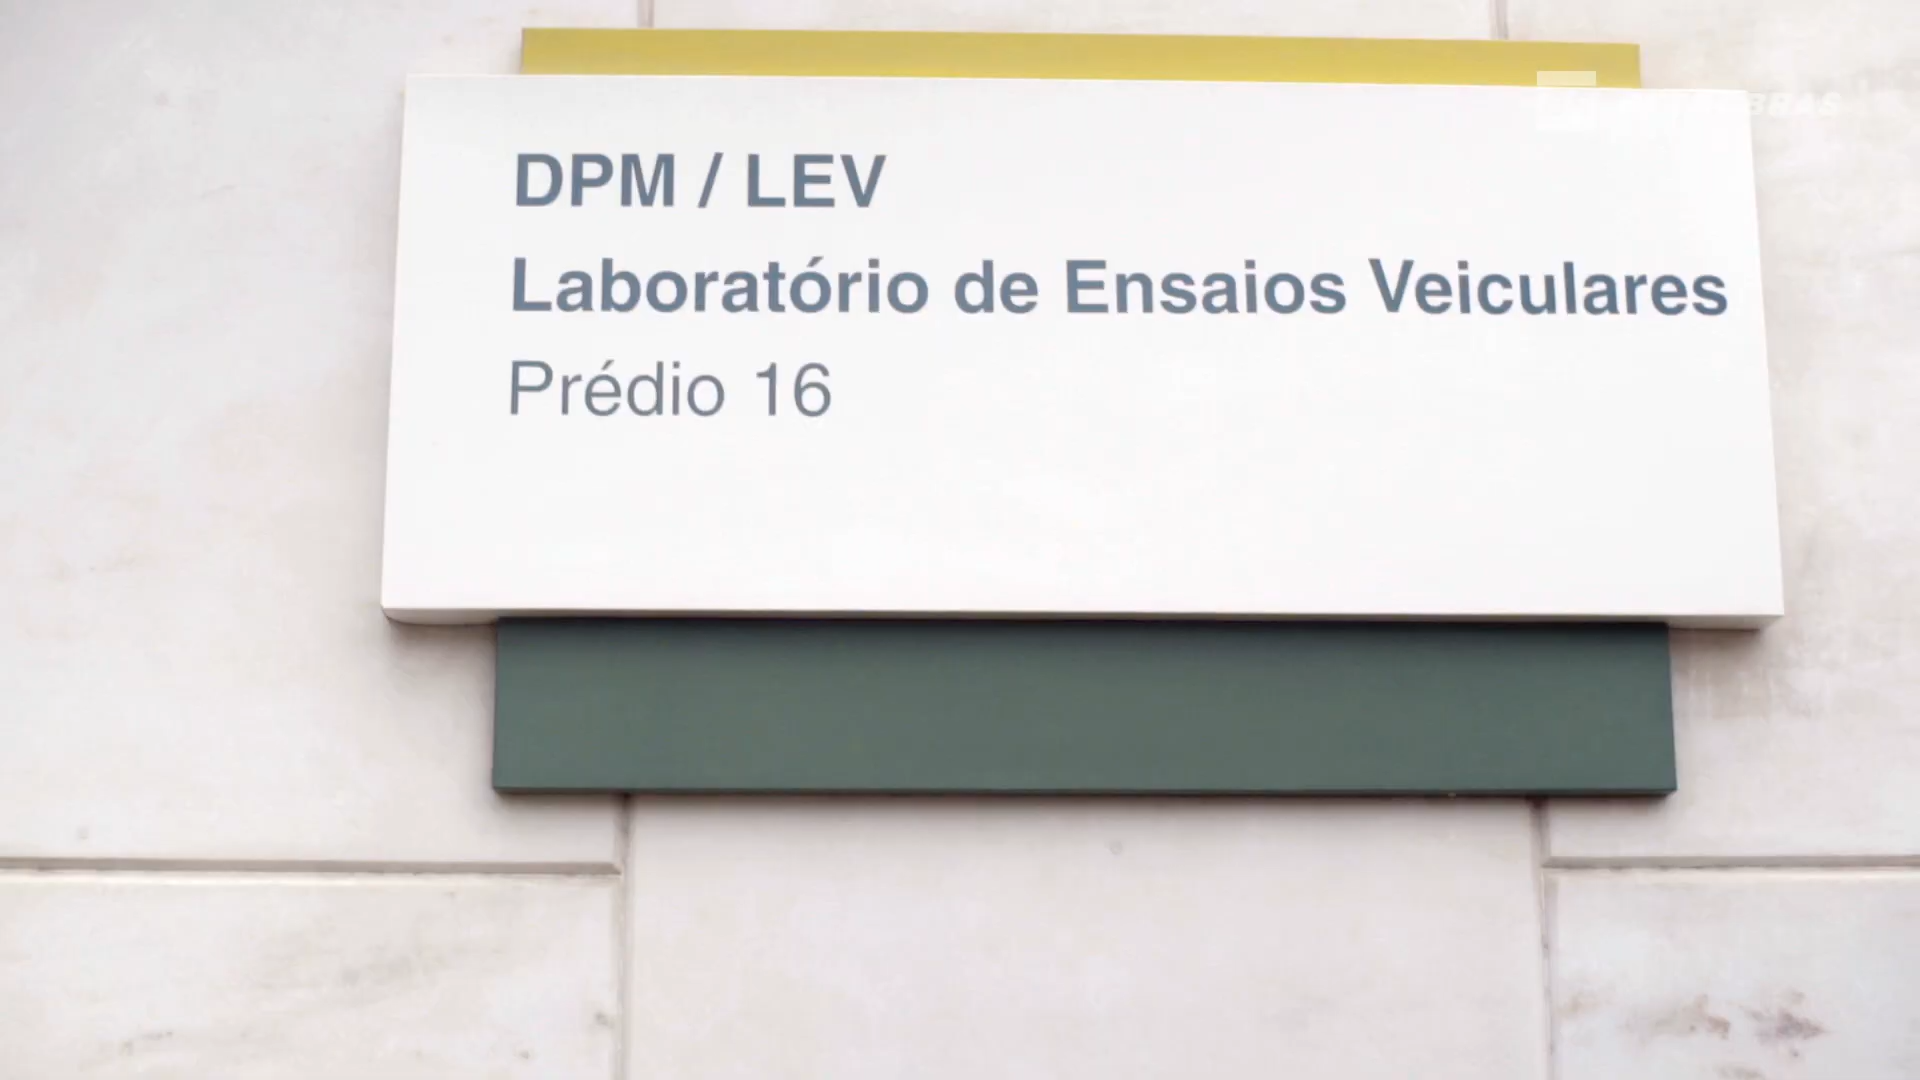 DPM / LEV
Laboratório de Ensaios Veiculares
Prédio 16